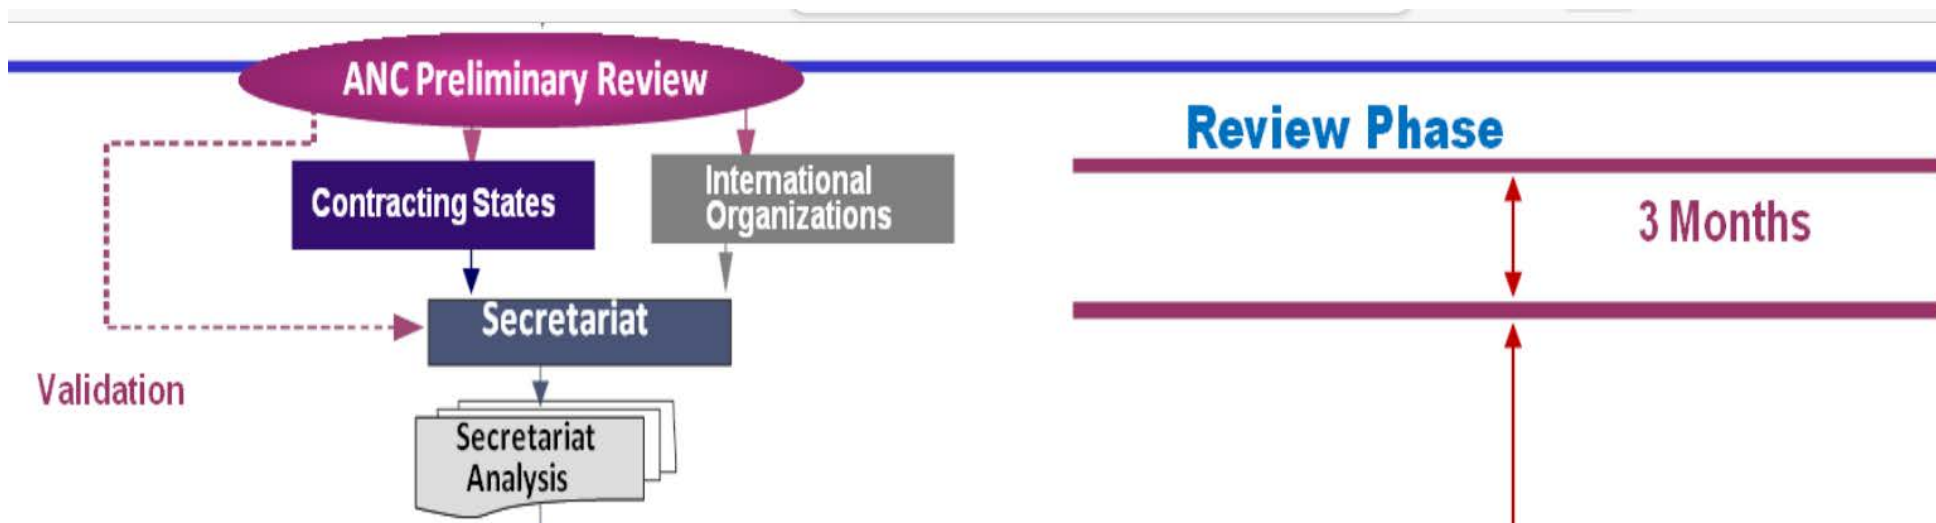 ANC Preliminary Review
Review Phase
Contracting States
International
Organizations
3 Months
Secretariat
Validation
Secretariat
Analysis